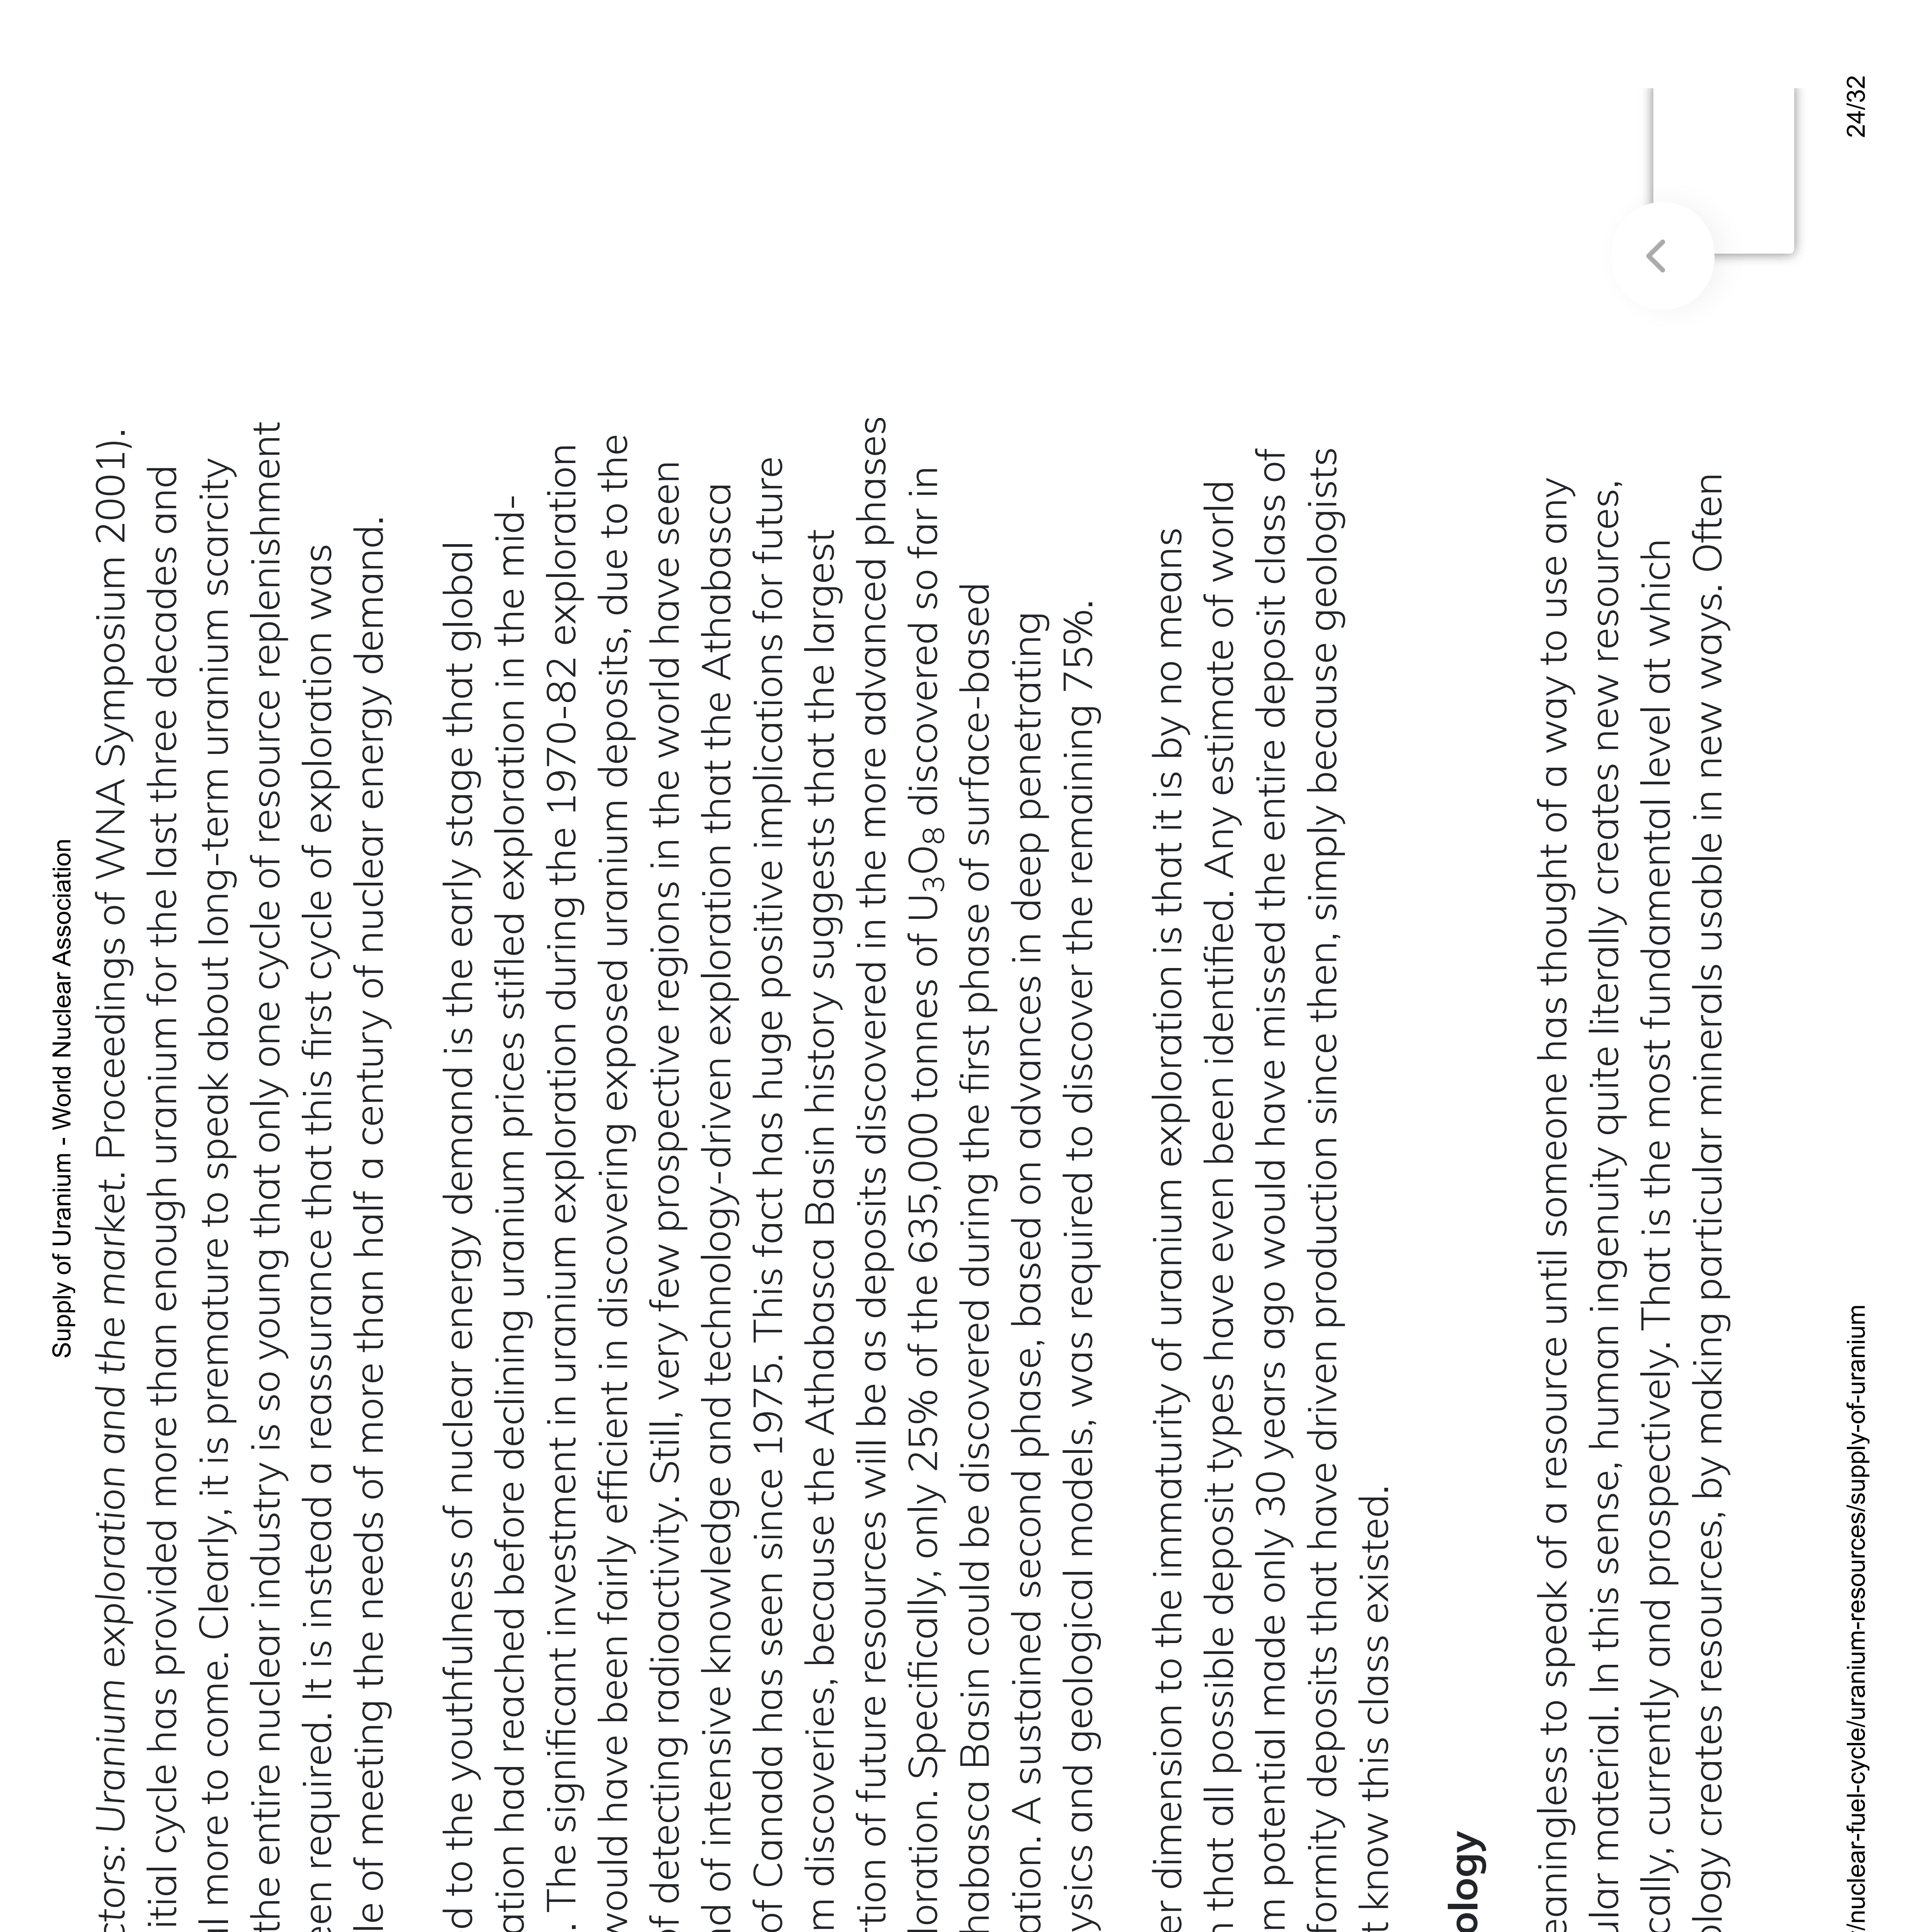 Supply of Uranium - World Nuclear Association
ctors: Uranium exploration and the market. Proceedings of WNA Symposium 2001).
itial cycle has provided more than enough uranium for the last three decades and
l more to come. Clearly, it is premature to speak about long-term uranium scarcity
the entire nuclear industry is so young that only one cycle of resource replenishment
een required. It is instead a reassurance that this first cycle of exploration was
le of meeting the needs of more than half a century of nuclear energy demand.
d to the youthfulness of nuclear energy demand is the early stage that global
ation had reached before declining uranium prices stifled exploration in the mid-
. The significant investment in uranium exploration during the 1970-82 exploration
would have been fairly efficient in discovering exposed uranium deposits, due to the
f detecting radioactivity. Still, very few prospective regions in the world have seen
nd of intensive knowledge and technology-driven exploration that the Athabasca
of Canada has seen since 1975. This fact has huge positive implications for future
m discoveries, because the Athabasca Basin history suggests that the largest
rtion of future resources will be as deposits discovered in the more advanced phases
loration. Specifically, only 25% of the 635,000 tonnes of U3O8 discovered so far in
habasca Basin could be discovered during the first phase of surface-based
ation. A sustained second phase, based on advances in deep penetrating
ysics and geological models, was required to discover the remaining 75%.
er dimension to the immaturity of uranium exploration is that it is by no means
n that all possible deposit types have even been identified. Any estimate of world
m potential made only 30 years ago would have missed the entire deposit class of
formity deposits that have driven production since then, simply because geologists
t know this class existed.
ology
eaningless to speak of a resource until someone has thought of a way to use any
ular material. In this sense, human ingenuity quite literally creates new resources,
cally, currently and prospectively. That is the most fundamental level at which
ology creates resources, by making particular minerals usable in new ways. Often
/nuclear-fuel-cycle/uranium-resources/supply-of-uranium
24/32